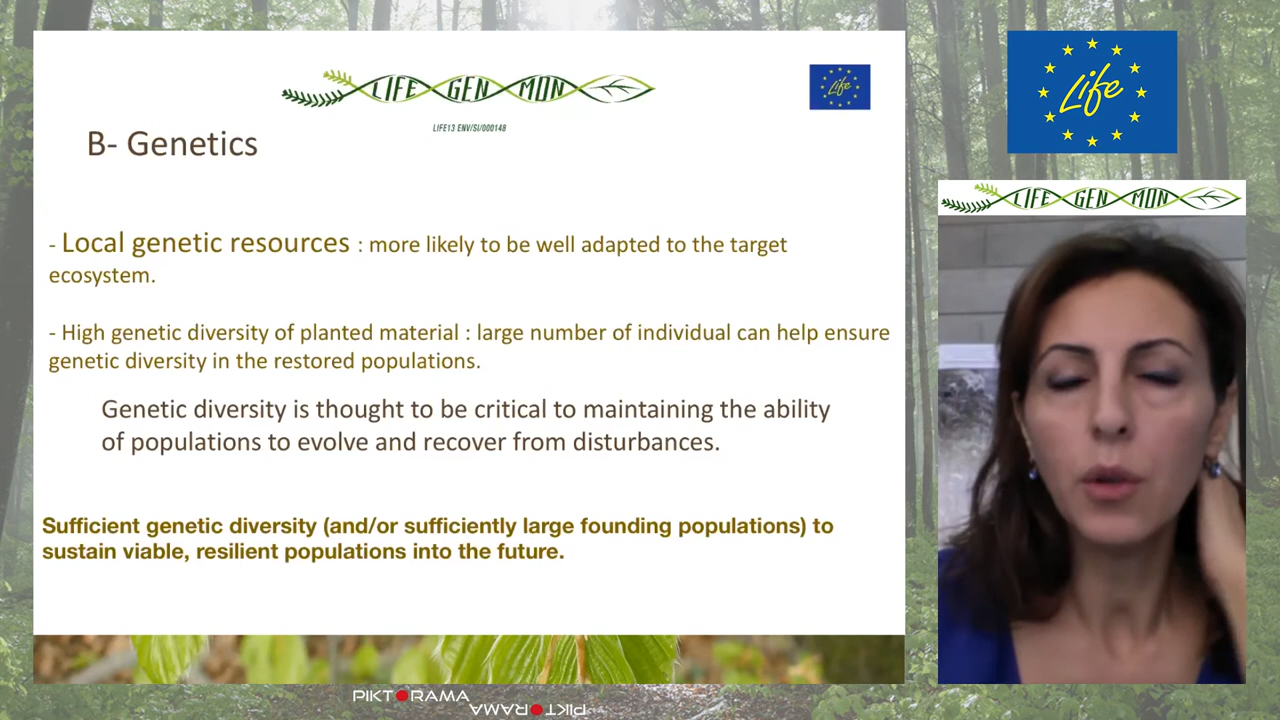 LIFE GEN MON
LIFE13 ENV/SI/000148
Life
B- Genetics
- Local genetic resources : more likely to be well adapted to the target
ecosystem.
- High genetic diversity of planted material : large number of individual can help ensure
genetic diversity in the restored populations.
Genetic diversity is thought to be critical to maintaining the ability
of populations to evolve and recover from disturbances.
Sufficient genetic diversity (and/or sufficiently large founding populations) to
sustain viable, resilient populations into the future.
Life
LIFE GEN MON
PIKTORAMA
PIKTORAMA